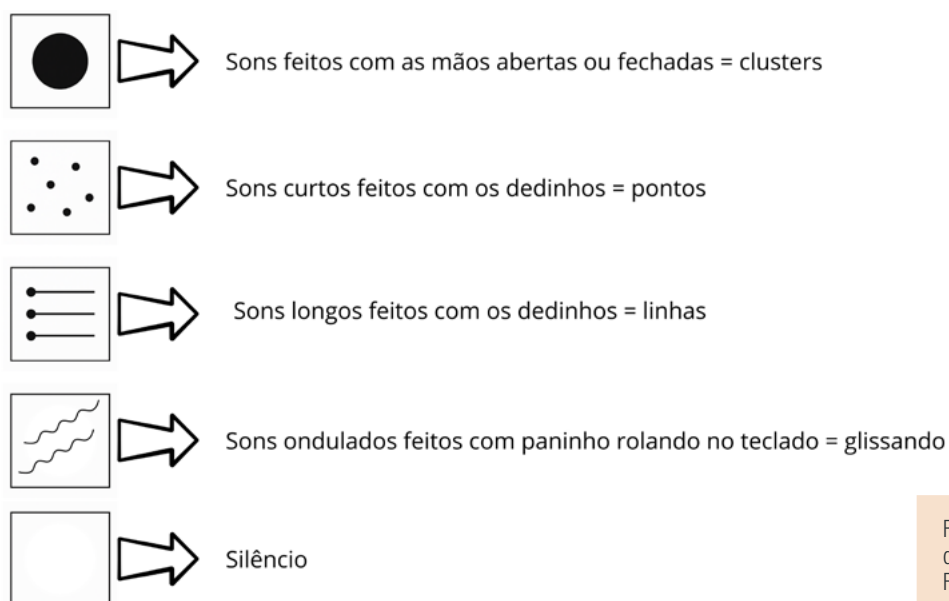 Sons feitos com as mãos abertas ou fechadas = clusters
Sons curtos feitos com os dedinhos = pontos
Sons longos feitos com os dedinhos = linhas
Sons ondulados feitos com paninho rolando no teclado = glissando
Silêncio